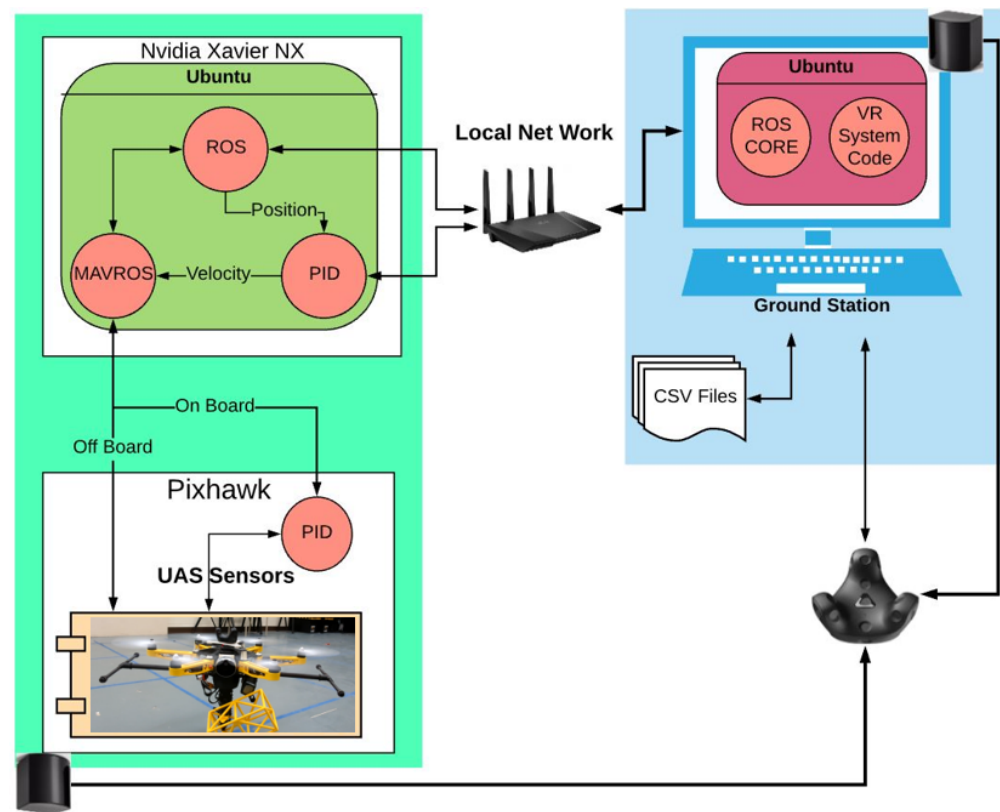 Nvidia Xavier NX
Ubuntu
ROS
Position
MAVROS
Velocity
PID
On Board
Off Board
Pixhawk
PID
UAS Sensors
Local Net Work
Ubuntu
ROS
CORE
VR
System
Code
Ground Station
CSV Files